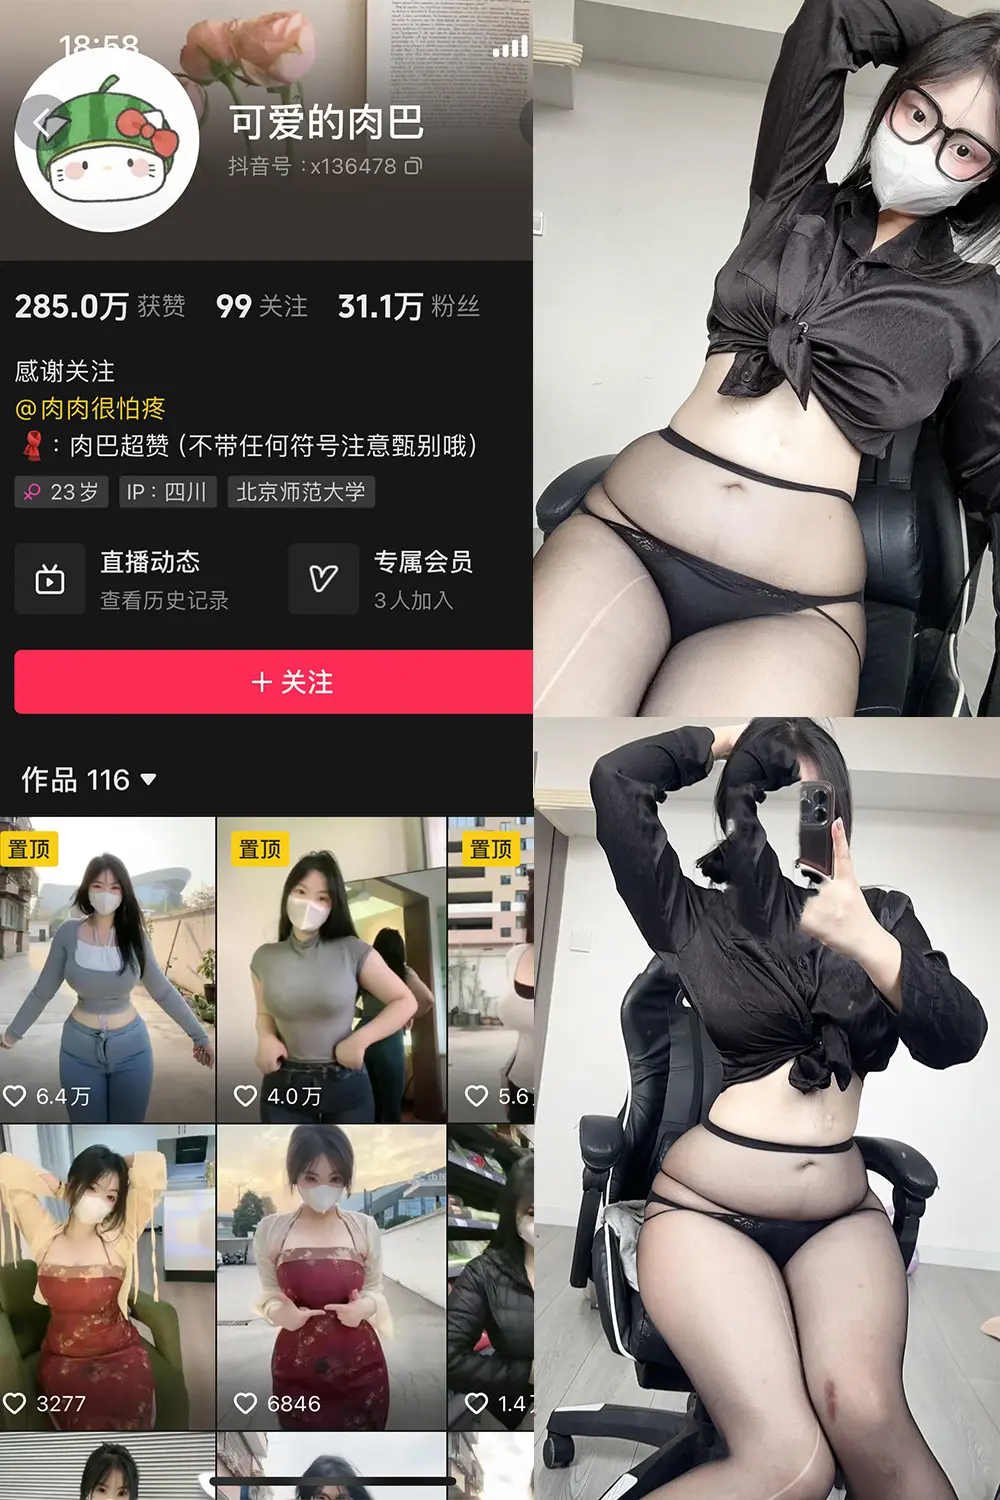 18:58
可爱的肉巴
抖音号：x136478
285.0万 获赞 99 关注 31.1万 粉丝
感谢关注
@肉肉很怕疼
：肉巴超赞（不带任何符号注意甄别哦）
23岁 IP：四川 北京师范大学
直播动态 专属会员
查看历史记录 3人加入
+ 关注
作品 116
置顶 置顶 置顶
6.4万 4.0万 5.6万
3277 6846 1.4